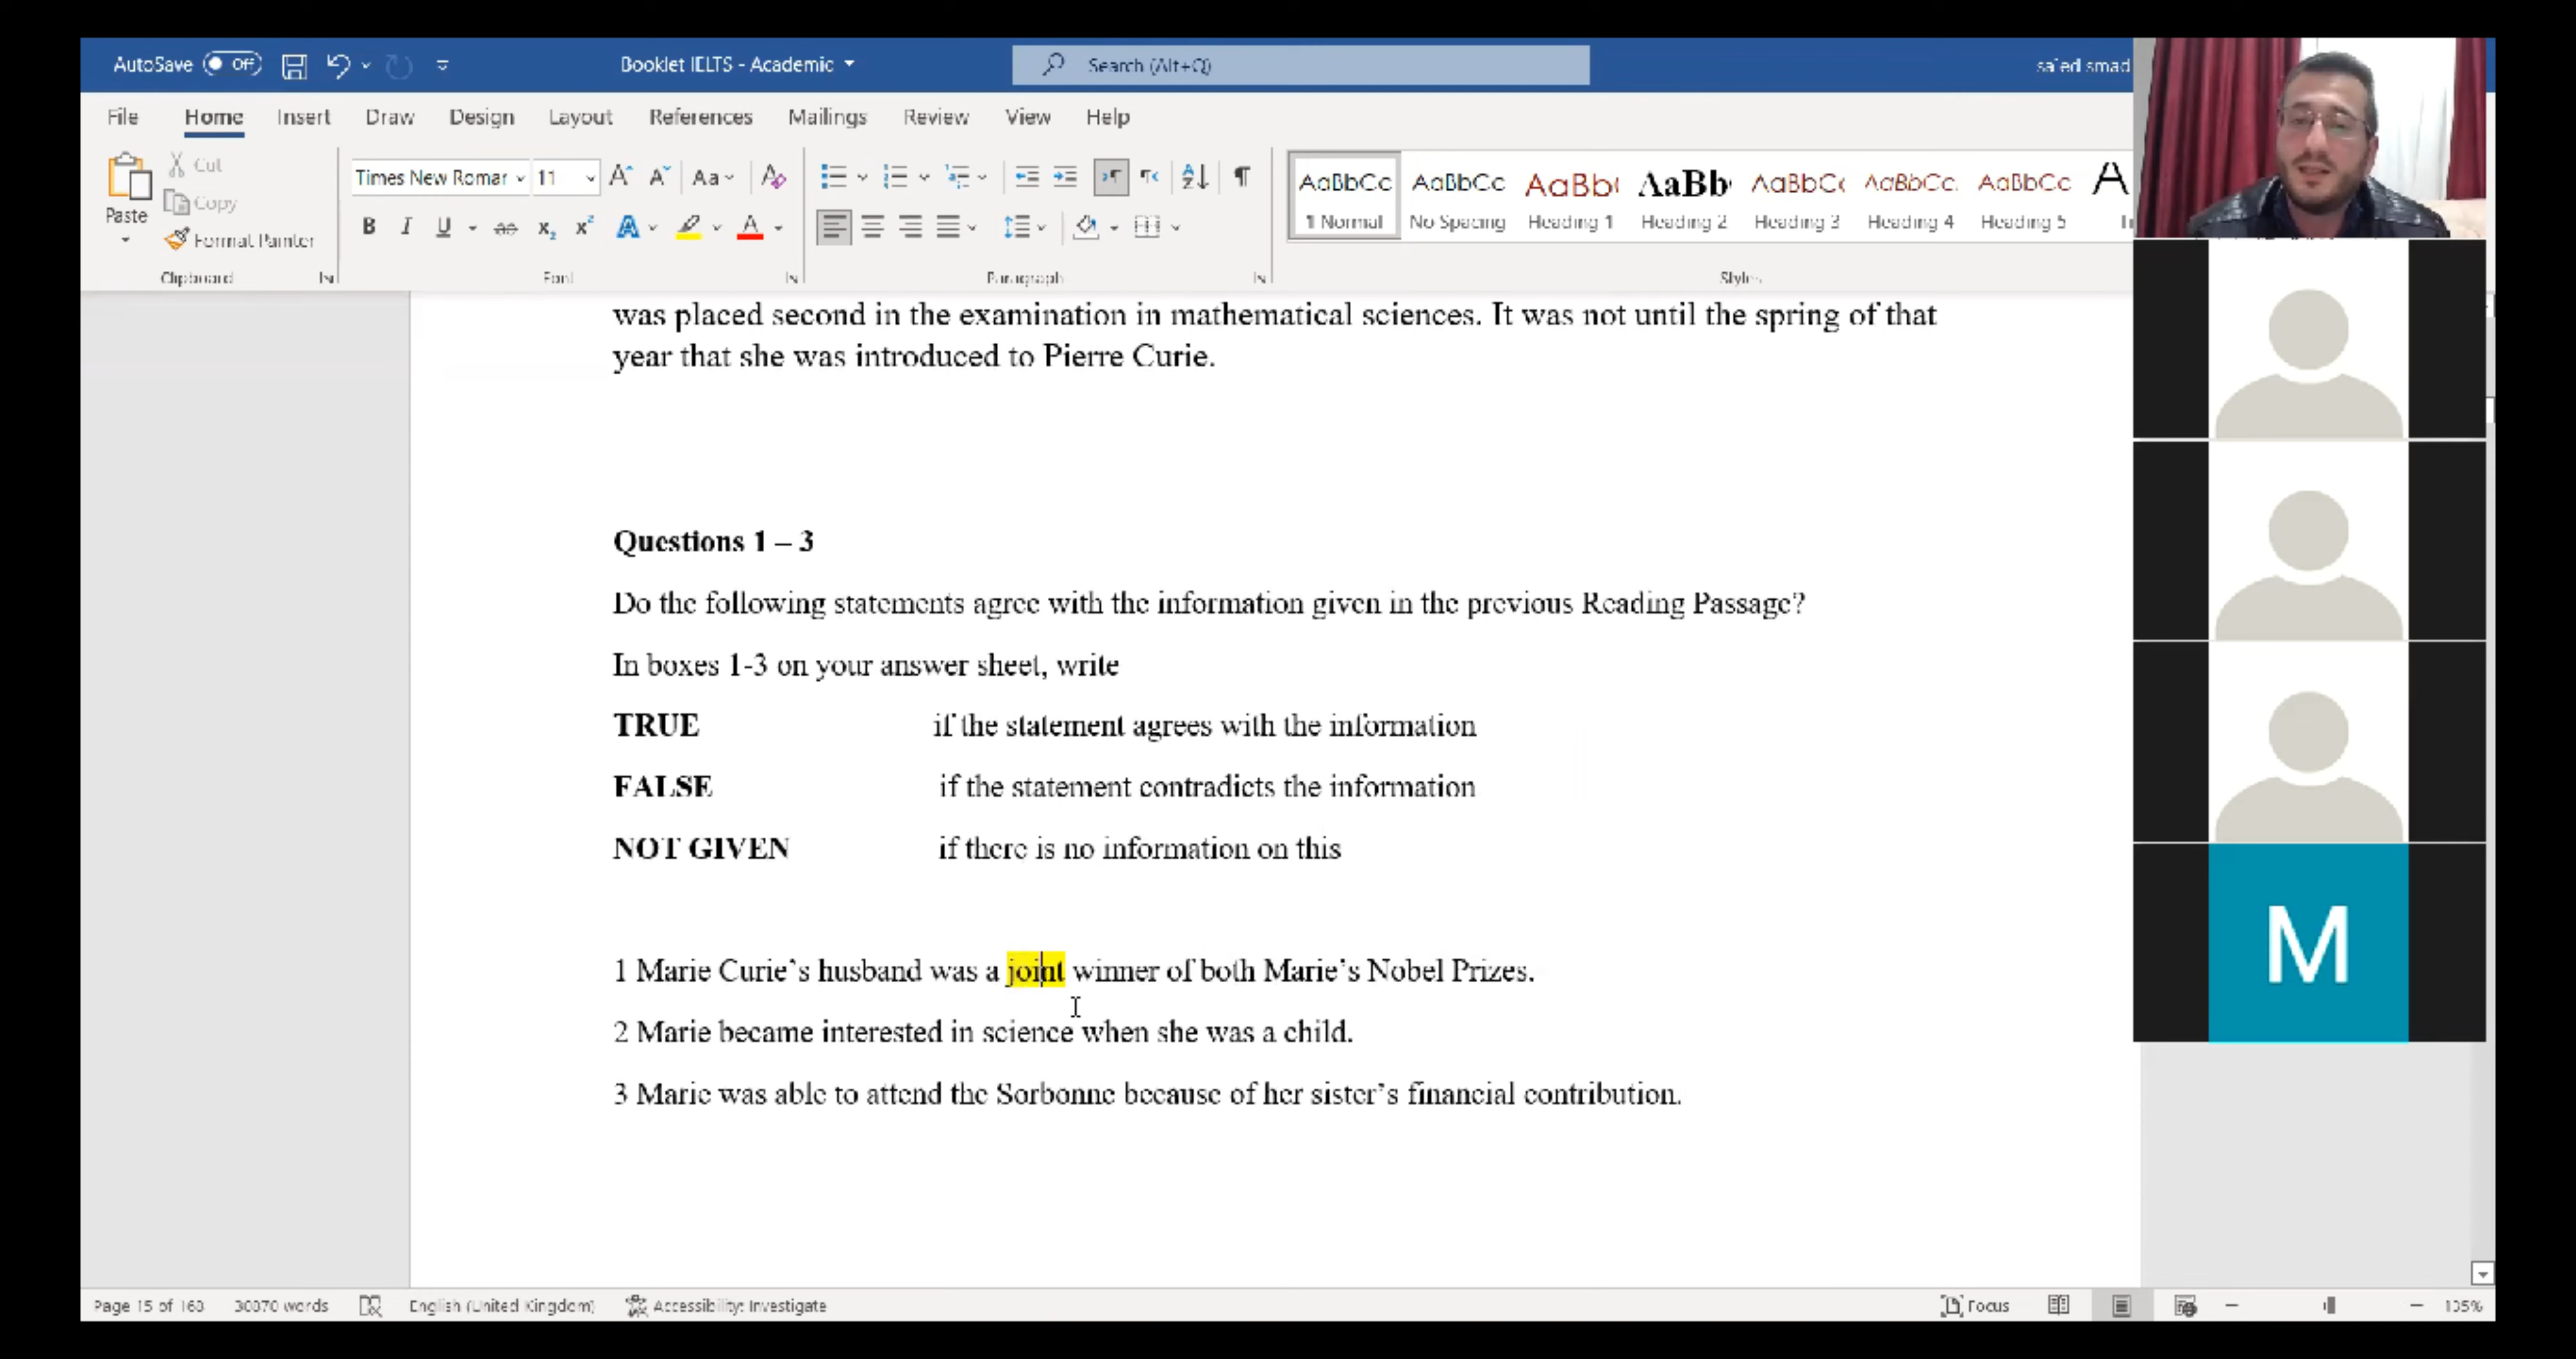 AutoSave Off Booklet IELTS - Academic Search (Alt+Q) saied smad
File Home Insert Draw Design Layout References Mailings Review View Help
Paste Cut Copy Format Painter
Times New Roman 11
AaBbCc AaBbCc AaBb( AaBb AaBbC( AaBbCc. AaBbCc A
¶ Normal No Spacing Heading 1 Heading 2 Heading 3 Heading 4 Heading 5
Clipboard Font Paragraph Styles
was placed second in the examination in mathematical sciences. It was not until the spring of that
year that she was introduced to Pierre Curie.
Questions 1 – 3
Do the following statements agree with the information given in the previous Reading Passage?
In boxes 1-3 on your answer sheet, write
TRUE if the statement agrees with the information
FALSE if the statement contradicts the information
NOT GIVEN if there is no information on this
1 Marie Curie’s husband was a joint winner of both Marie’s Nobel Prizes.
2 Marie became interested in science when she was a child.
3 Marie was able to attend the Sorbonne because of her sister’s financial contribution.
M
Page 15 of 168 30870 words English (United Kingdom) Accessibility: Investigate Focus 135%